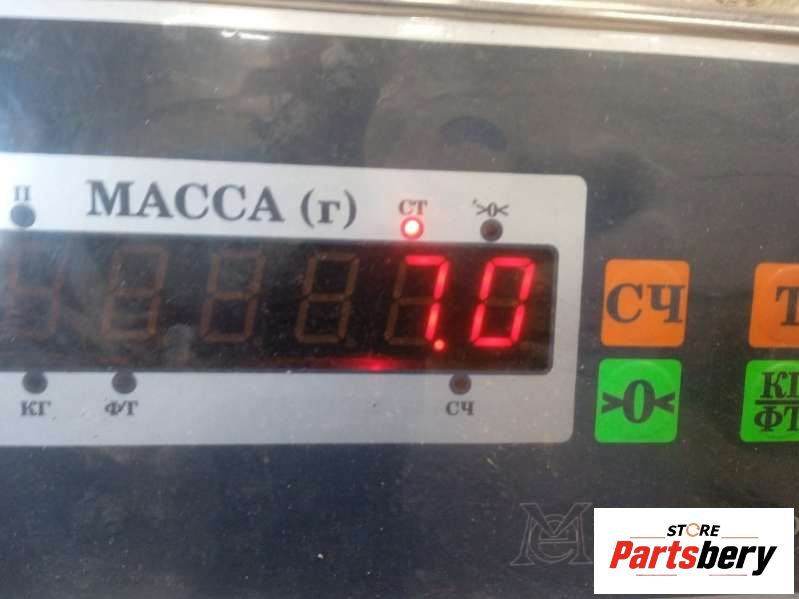 П МАССА (г) СТ >0<
7.0
КГ ФТ СЧ
СЧ Т
>0< КГ
ФТ
STORE
Partsbery